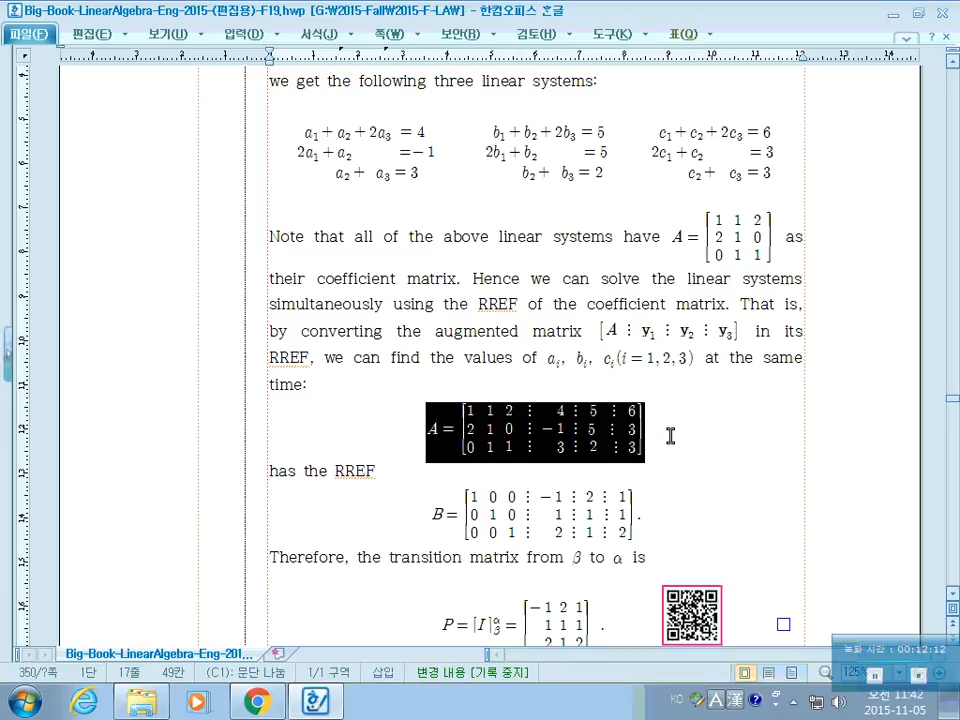 Big-Book-LinearAlgebra-Eng-2015-(편집용)-F19.hwp [G:\2015-Fall\2015-F-LAW] - 한컴오피스 한글
파일(F) 편집(E) 보기(U) 입력(D) 서식(J) 쪽(W) 보안(B) 검토(H) 도구(K) 표(Q)
we get the following three linear systems:
a₁ + a₂ + 2a₃ = 4 b₁ + b₂ + 2b₃ = 5 c₁ + c₂ + 2c₃ = 6
2a₁ + a₂ = −1 2b₁ + b₂ = 5 2c₁ + c₂ = 3
a₂ + a₃ = 3 b₂ + b₃ = 2 c₂ + c₃ = 3
Note that all of the above linear systems have A = [1 1 2; 2 1 0; 0 1 1] as
their coefficient matrix. Hence we can solve the linear systems
simultaneously using the RREF of the coefficient matrix. That is,
by converting the augmented matrix [A ⋮ y₁ ⋮ y₂ ⋮ y₃] in its
RREF, we can find the values of aᵢ, bᵢ, cᵢ(i = 1, 2, 3) at the same
time:
1 1 2 ⋮ 4 ⋮ 5 ⋮ 6
A = 2 1 0 ⋮ −1 ⋮ 5 ⋮ 3
0 1 1 ⋮ 3 ⋮ 2 ⋮ 3
has the RREF
1 0 0 ⋮ −1 ⋮ 2 ⋮ 1
B = 0 1 0 ⋮ 1 ⋮ 1 ⋮ 1 .
0 0 1 ⋮ 2 ⋮ 1 ⋮ 2
Therefore, the transition matrix from β to α is
−1 2 1
P = [I]ᵅᵦ = 1 1 1 .
2 1 2
Big-Book-LinearAlgebra-Eng-201...
녹화 시간 : 00:12:12
350/?쪽 1단 17줄 49칸 (C1): 문단 나눔 1/1 구역 삽입 변경 내용 [기록 중지] 125%
KC A 漢
오전 11:42
2015-11-05